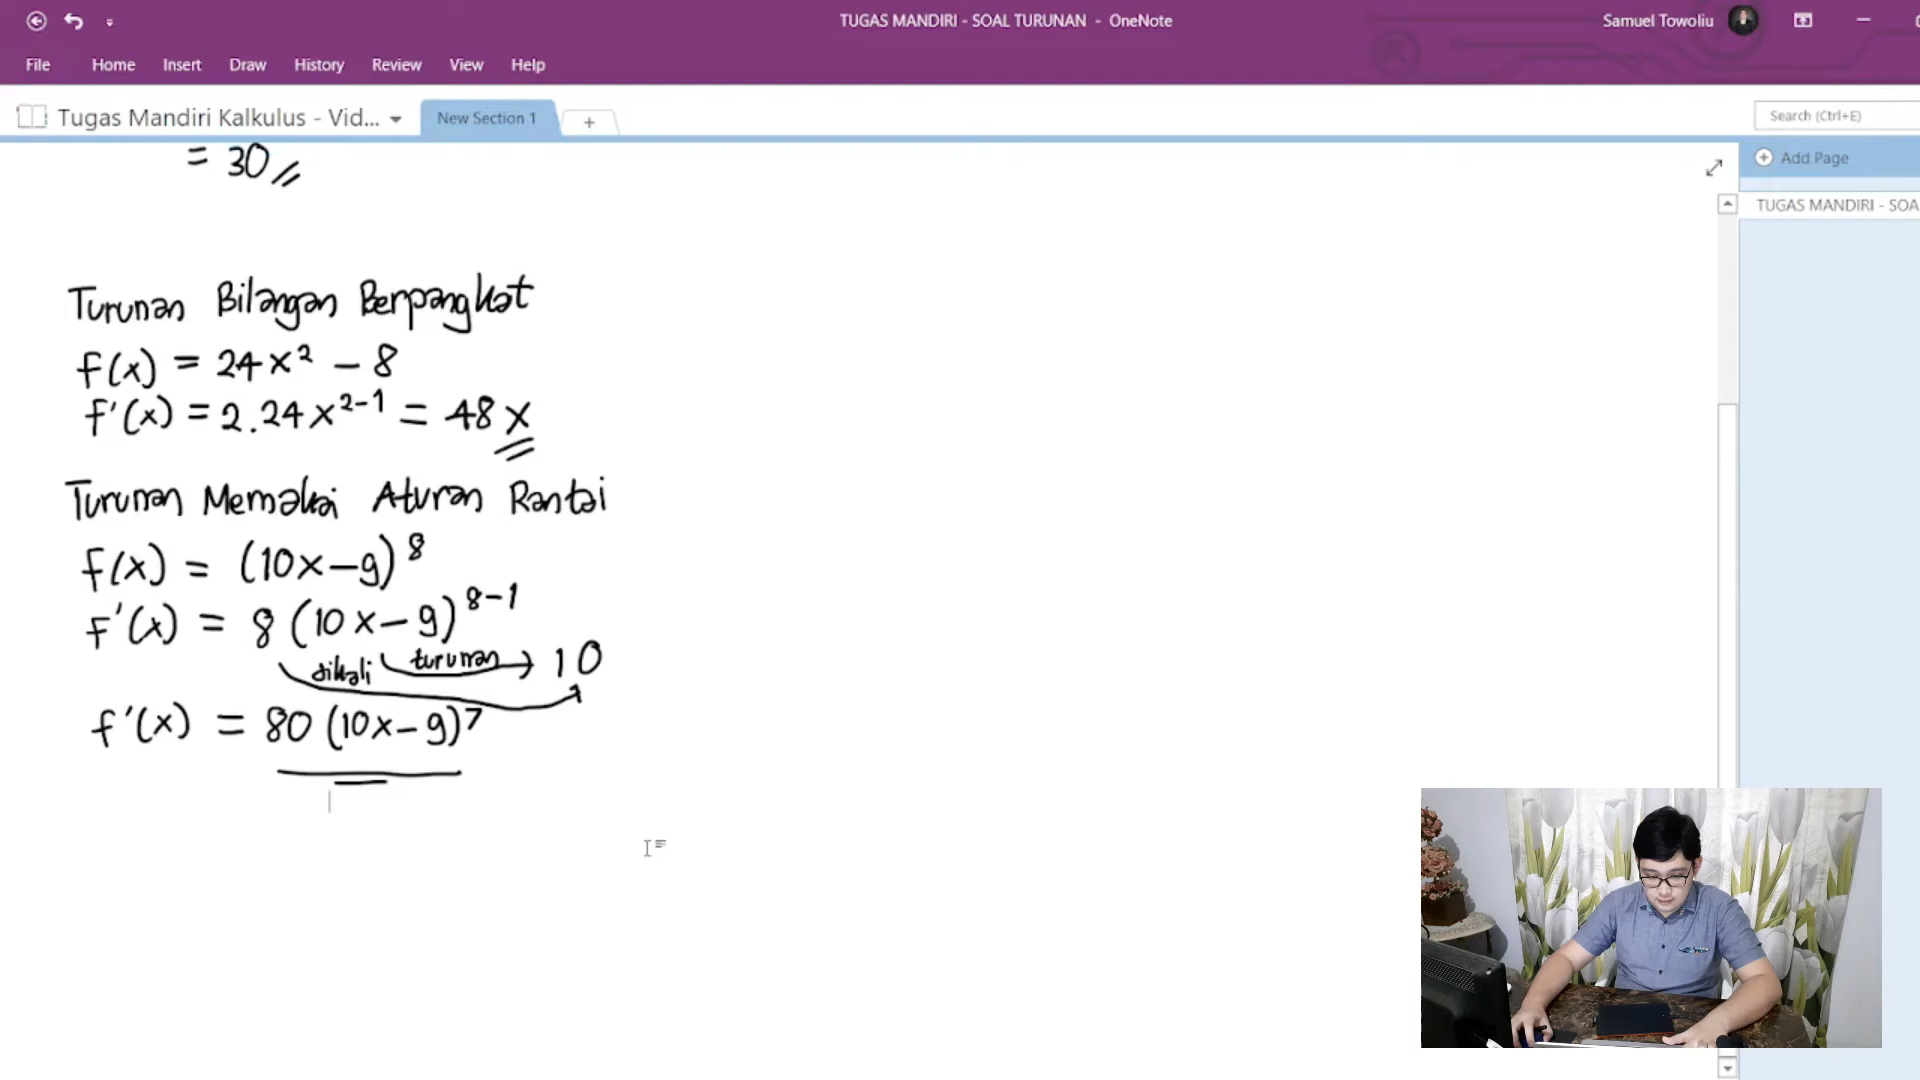 TUGAS MANDIRI - SOAL TURUNAN - OneNote
Samuel Towoliu
File Home Insert Draw History Review View Help
Tugas Mandiri Kalkulus - Vid...
New Section 1
+
Search (Ctrl+E)
Add Page
TUGAS MANDIRI - SOA
= 30
Turunan Bilangan Berpangkat
f(x) = 24x² – 8
f'(x) = 2.24x²⁻¹ = 48x
Turunan Memakai Aturan Rantai
f(x) = (10x–9)⁸
f'(x) = 8(10x–9)⁸⁻¹
dikali turunan → 10
f'(x) = 80(10x–9)⁷